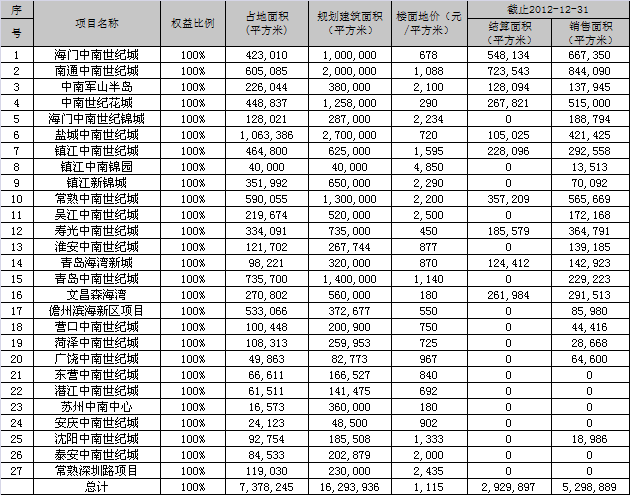 序号 项目名称 权益比例 占地面积(平方米) 规划建筑面积(平方米) 楼面地价(元/平方米) 截止2012-12-31
结算面积(平方米) 销售面积(平方米)
1 海门中南世纪城 100% 423,010 1,000,000 678 548,134 667,350
2 南通中南世纪城 100% 605,085 2,000,000 1,088 723,543 844,090
3 中南军山半岛 100% 226,044 380,000 2,100 128,094 137,945
4 中南世纪花城 100% 448,837 1,258,000 290 267,821 515,000
5 海门中南世纪锦城 100% 128,021 287,000 2,234 0 188,794
6 盐城中南世纪城 100% 1,063,386 2,700,000 720 105,025 421,425
7 镇江中南世纪城 100% 464,800 625,000 1,595 228,096 292,558
8 镇江中南锦园 100% 40,000 40,000 4,850 0 13,513
9 镇江新锦城 100% 351,992 650,000 2,290 0 70,092
10 常熟中南世纪城 100% 590,055 1,300,000 2,200 357,209 565,669
11 吴江中南世纪城 100% 219,674 520,000 2,500 0 172,168
12 寿光中南世纪城 100% 334,091 735,000 450 185,579 364,791
13 淮安中南世纪城 100% 121,702 267,744 877 0 139,185
14 青岛海湾新城 100% 98,221 320,000 870 124,412 142,923
15 青岛中南世纪城 100% 735,700 1,400,000 1,140 0 229,223
16 文昌森海湾 100% 270,802 560,000 180 261,984 291,513
17 儋州滨海新区项目 100% 533,066 372,677 550 0 85,980
18 营口中南世纪城 100% 100,448 200,900 750 0 44,416
19 菏泽中南世纪城 100% 108,313 259,953 725 0 28,668
20 广饶中南世纪城 100% 49,863 82,773 967 0 64,600
21 东营中南世纪城 100% 66,611 166,527 840 0 0
22 潜江中南世纪城 100% 61,511 141,475 692 0 0
23 苏州中南中心 100% 16,573 360,000 180 0 0
24 安庆中南世纪城 100% 24,123 48,500 902 0 0
25 沈阳中南世纪城 100% 92,754 185,508 1,333 0 18,986
26 泰安中南世纪城 100% 84,533 202,879 2,000 0 0
27 常熟深圳路项目 100% 119,030 230,000 2,435 0 0
总计 100% 7,378,245 16,293,936 1,115 2,929,897 5,298,889